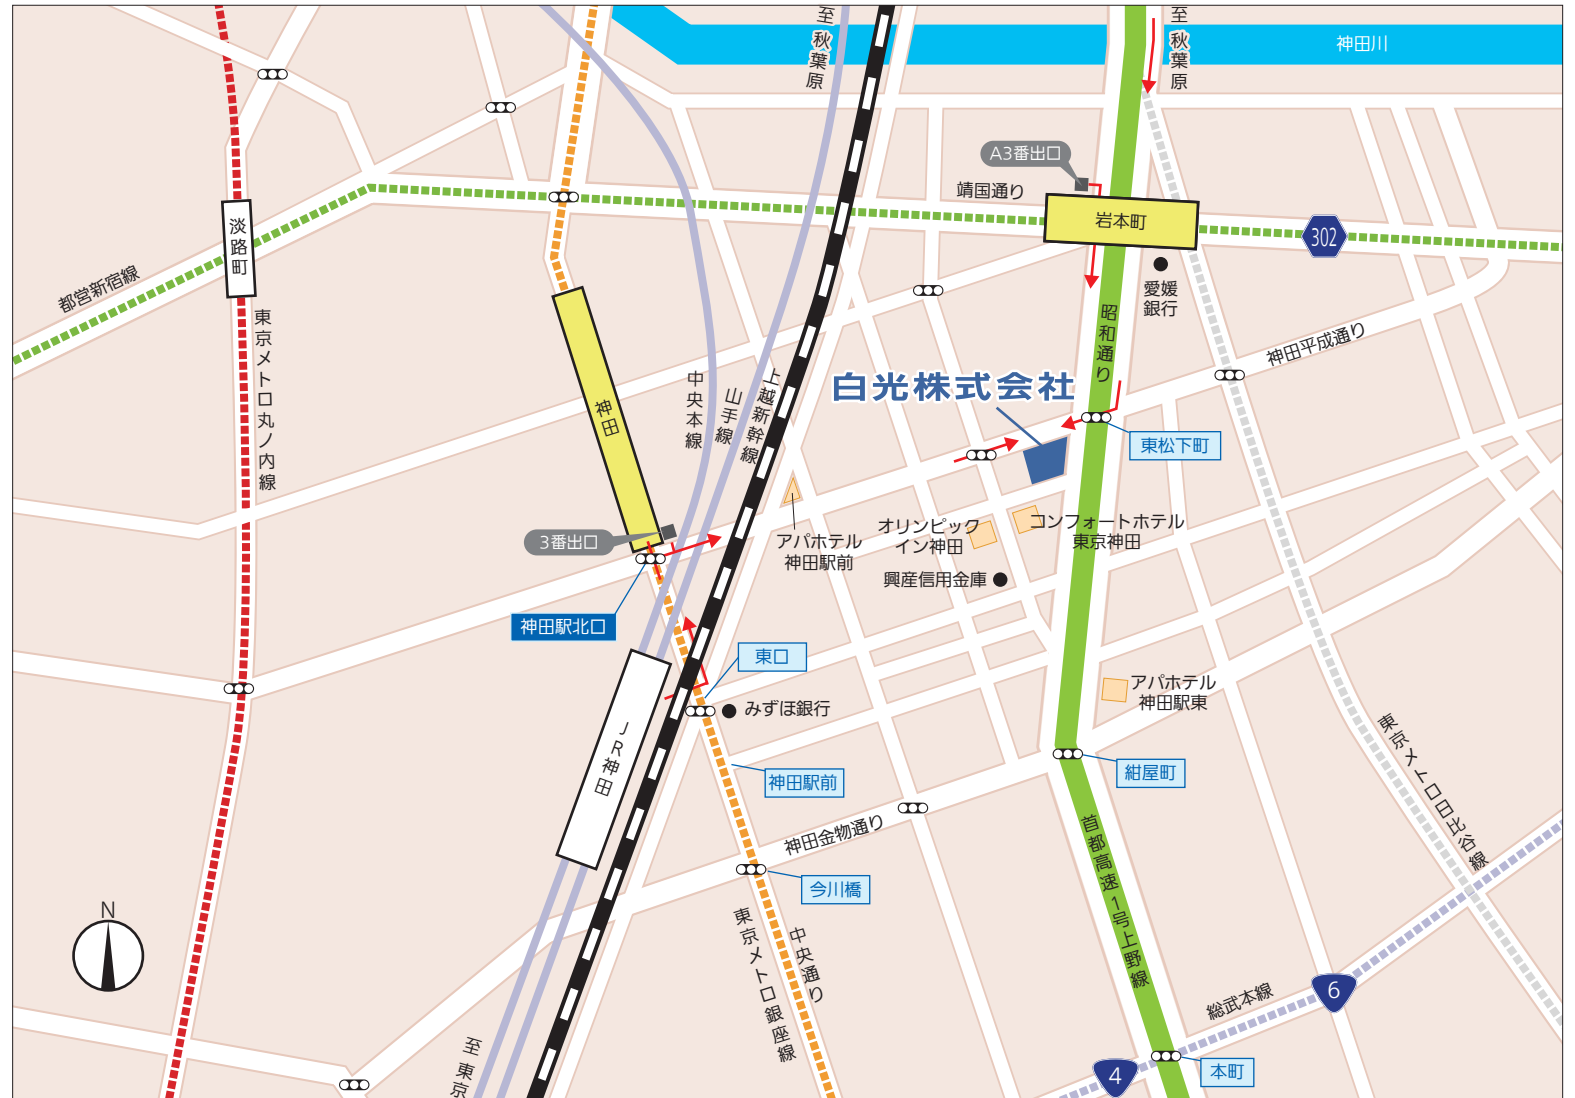 至秋葉原
至秋葉原
神田川
A3番出口
靖国通り
岩本町
302
淡路町
都営新宿線
愛媛
銀行
東京メトロ丸ノ内線
昭和通り
神田平成通り
神田
中央本線
山手線
上越新幹線
白光株式会社
東松下町
3番出口
アパホテル
神田駅前
オリンピック
イン神田
コンフォートホテル
東京神田
興産信用金庫
神田駅北口
東口
みずほ銀行
アパホテル
神田駅東
JR神田
神田駅前
紺屋町
東京メトロ日比谷線
神田金物通り
首都高速1号上野線
今川橋
N
東京メトロ銀座線
中央通り
総武本線
6
4
本町
至東京